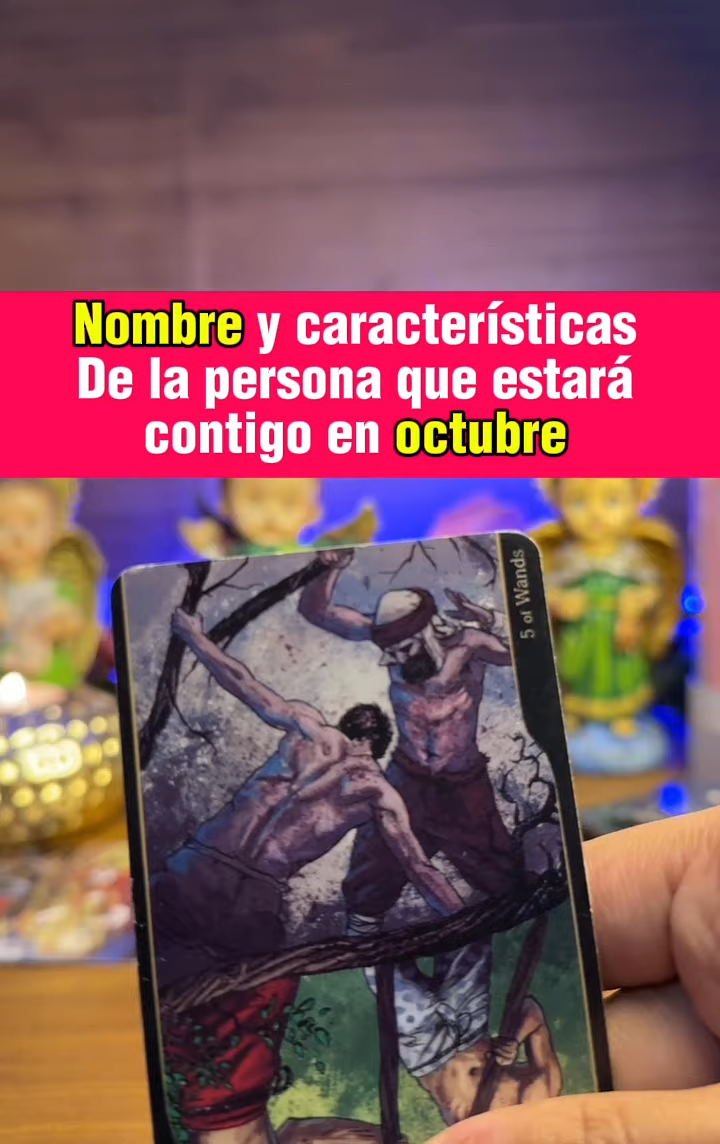 Nombre y características
De la persona que estará
contigo en octubre
5 of Wands